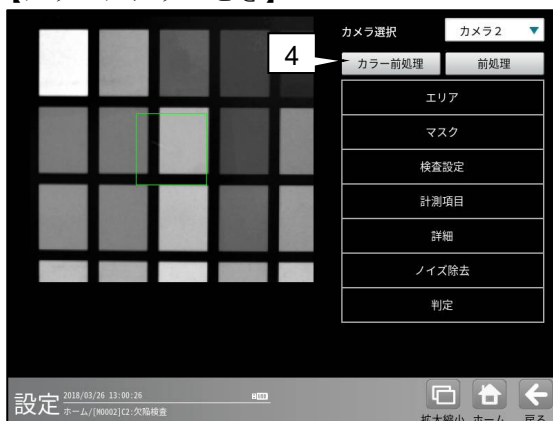 カメラ選択
カメラ2
4
カラー前処理
前処理
エリア
マスク
検査設定
計測項目
詳細
ノイズ除去
判定
設定
2018/03/26 13:00:26
ホーム/[M0002]C2:欠陥検査
拡大縮小
ホーム
戻る